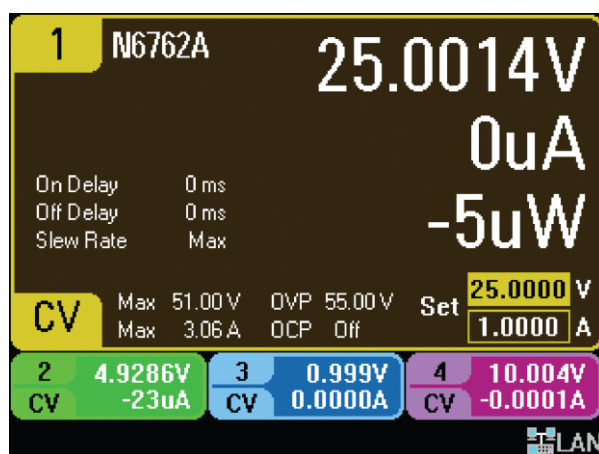 1 N6762A 25.0014V
0uA
-5uW
On Delay 0 ms
Off Delay 0 ms
Slew Rate Max
CV Max 51.00 V OVP 55.00 V Set 25.0000 V
Max 3.06 A OCP Off 1.0000 A
2 4.9286V 3 0.999V 4 10.004V
CV -23uA CV 0.0000A CV -0.0001A
LAN